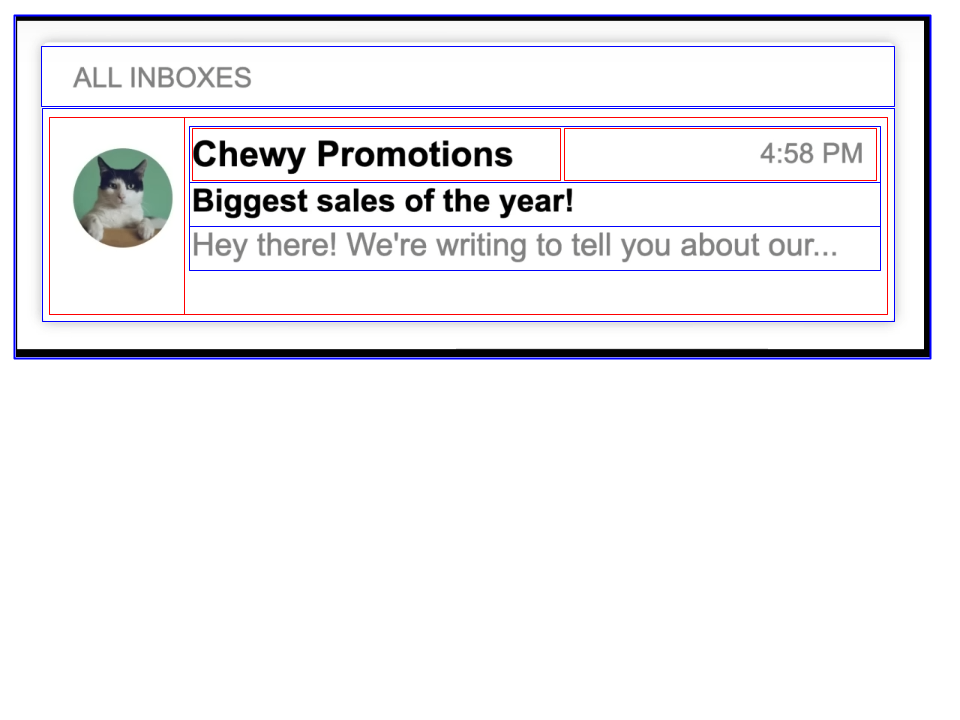 ALL INBOXES
Chewy Promotions 4:58 PM
Biggest sales of the year!
Hey there! We're writing to tell you about our...